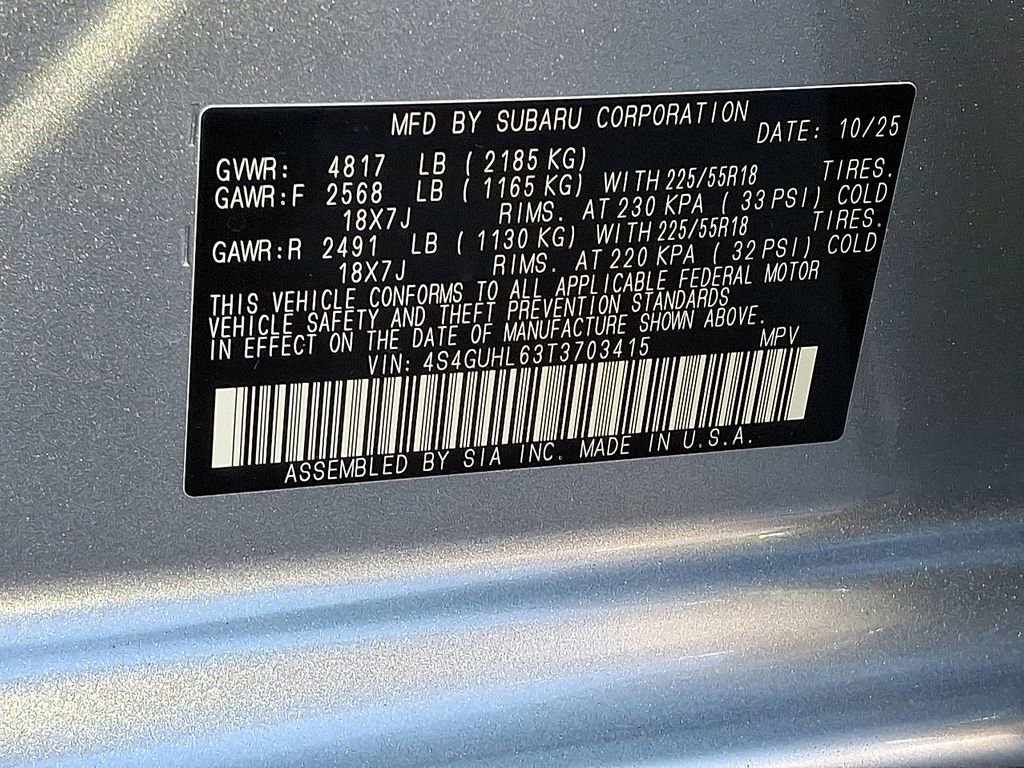 MFD BY SUBARU CORPORATION DATE: 10/25
GVWR: 4817 LB ( 2185 KG)
GAWR:F 2568 LB ( 1165 KG) WITH 225/55R18 TIRES.
18X7J RIMS. AT 230 KPA ( 33 PSI) COLD
GAWR:R 2491 LB ( 1130 KG) WITH 225/55R18 TIRES.
18X7J RIMS. AT 220 KPA ( 32 PSI) COLD
THIS VEHICLE CONFORMS TO ALL APPLICABLE FEDERAL MOTOR
VEHICLE SAFETY AND THEFT PREVENTION STANDARDS
IN EFFECT ON THE DATE OF MANUFACTURE SHOWN ABOVE.
VIN: 4S4GUHL63T3703415 MPV
ASSEMBLED BY SIA INC. MADE IN U.S.A.